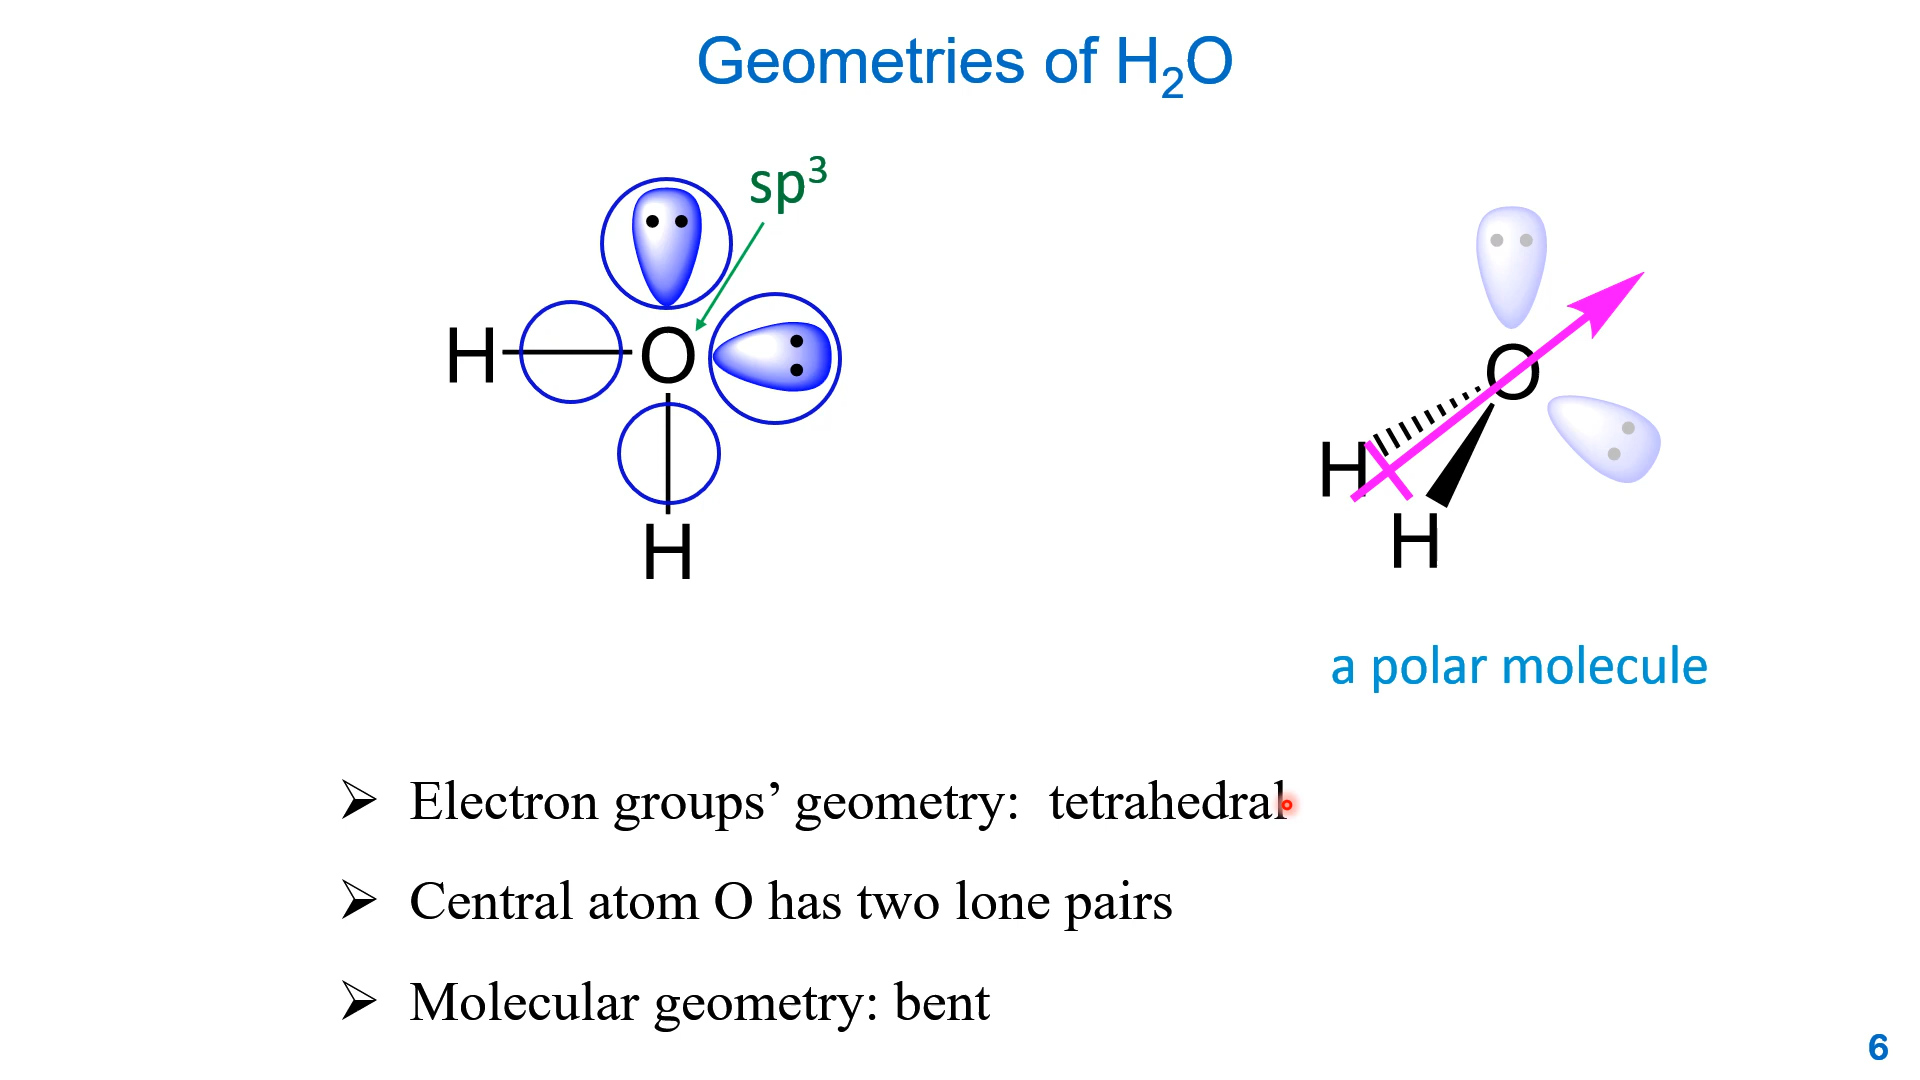 Geometries of H₂O
sp³
H O
H
O
H
H
a polar molecule
➢ Electron groups’ geometry: tetrahedral
➢ Central atom O has two lone pairs
➢ Molecular geometry: bent
6